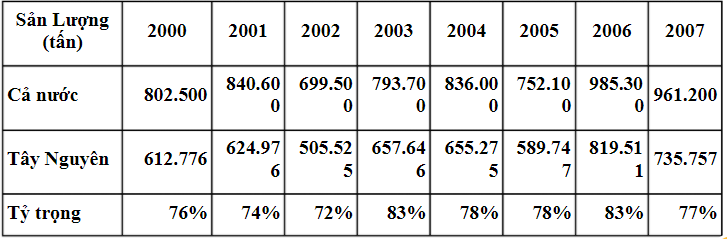 Sản Lượng (tấn) 2000 2001 2002 2003 2004 2005 2006 2007
Cả nước 802.500 840.600 699.500 793.700 836.000 752.100 985.300 961.200
Tây Nguyên 612.776 624.976 505.525 657.646 655.275 589.747 819.511 735.757
Tỷ trọng 76% 74% 72% 83% 78% 78% 83% 77%